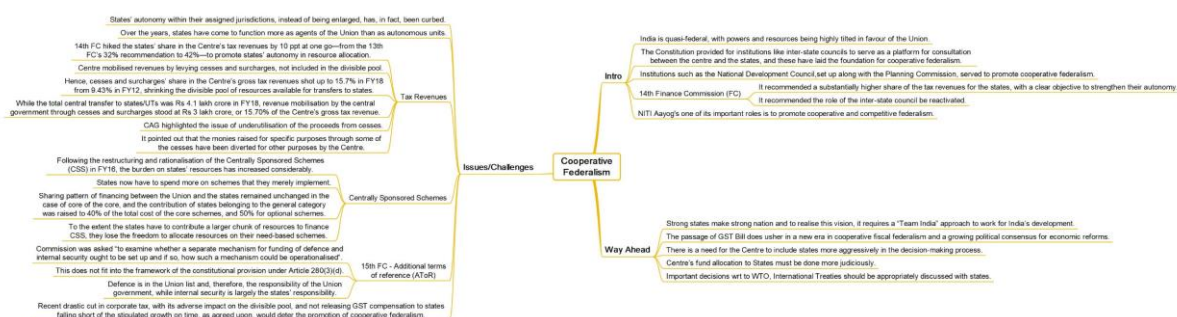 Cooperative
Federalism
Intro
India is quasi-federal, with powers and resources being highly tilted in favour of the Union.
The Constitution provided for institutions like inter-state councils to serve as a platform for consultation
between the centre and the states, and these have laid the foundation for cooperative federalism.
Institutions such as the National Development Council,set up along with the Planning Commission, served to promote cooperative federalism.
14th Finance Commission (FC)
It recommended a substantially higher share of the tax revenues for the states, with a clear objective to strengthen their autonomy.
It recommended the role of the inter-state council be reactivated.
NITI Aayog's one of its important roles is to promote cooperative and competitive federalism.
Issues/Challenges
States' autonomy within their assigned jurisdictions, instead of being enlarged, has, in fact, been curbed.
Over the years, states have come to function more as agents of the Union than as autonomous units.
Tax Revenues
14th FC hiked the states' share in the Centre's tax revenues by 10 ppt at one go—from the 13th
FC's 32% recommendation to 42%—to promote states' autonomy in resource allocation.
Centre mobilised revenues by levying cesses and surcharges, not included in the divisible pool.
Hence, cesses and surcharges' share in the Centre's gross tax revenues shot up to 15.7% in FY18
from 9.43% in FY12, shrinking the divisible pool of resources available for transfers to states.
While the total central transfer to states/UTs was Rs 4.1 lakh crore in FY18, revenue mobilisation by the central
government through cesses and surcharges stood at Rs 3 lakh crore, or 15.70% of the Centre's gross tax revenue.
CAG highlighted the issue of underutilisation of the proceeds from cesses.
It pointed out that the monies raised for specific purposes through some of
the cesses have been diverted for other purposes by the Centre.
Centrally Sponsored Schemes
Following the restructuring and rationalisation of the Centrally Sponsored Schemes
(CSS) in FY16, the burden on states' resources has increased considerably.
States now have to spend more on schemes that they merely implement.
Sharing pattern of financing between the Union and the states remained unchanged in the
case of core of the core, and the contribution of states belonging to the general category
was raised to 40% of the total cost of the core schemes, and 50% for optional schemes.
To the extent the states have to contribute a larger chunk of resources to finance
CSS, they lose the freedom to allocate resources on their need-based schemes.
15th FC - Additional terms
of reference (AToR)
Commission was asked "to examine whether a separate mechanism for funding of defence and
internal security ought to be set up and if so, how such a mechanism could be operationalised".
This does not fit into the framework of the constitutional provision under Article 280(3)(d).
Defence is in the Union list and, therefore, the responsibility of the Union
government, while internal security is largely the states' responsibility.
Recent drastic cut in corporate tax, with its adverse impact on the divisible pool, and not releasing GST compensation to states
falling short of the stipulated growth on time, as agreed upon, would deter the promotion of cooperative federalism.
Way Ahead
Strong states make strong nation and to realise this vision, it requires a "Team India" approach to work for India's development.
The passage of GST Bill does usher in a new era in cooperative fiscal federalism and a growing political consensus for economic reforms.
There is a need for the Centre to include states more aggressively in the decision-making process.
Centre's fund allocation to States must be done more judiciously.
Important decisions wrt to WTO, International Treaties should be appropriately discussed with states.